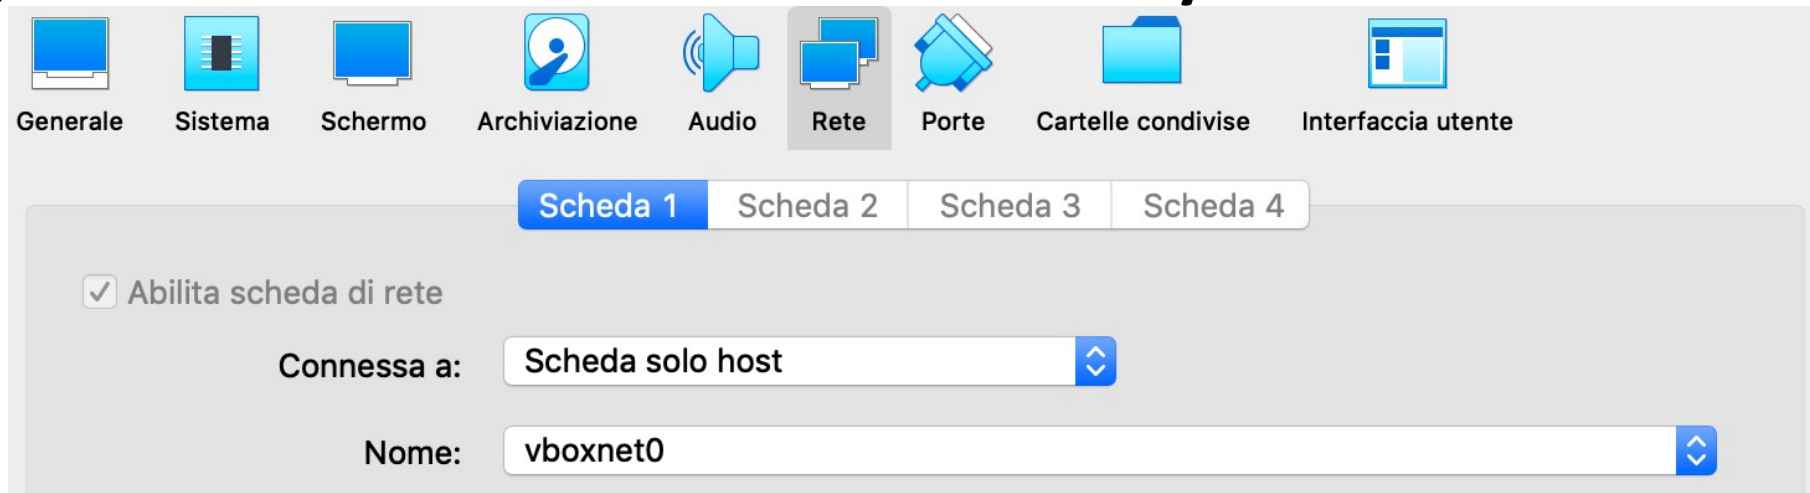 Generale Sistema Schermo Archiviazione Audio Rete Porte Cartelle condivise Interfaccia utente
Scheda 1 Scheda 2 Scheda 3 Scheda 4
Abilita scheda di rete
Connessa a: Scheda solo host
Nome: vboxnet0